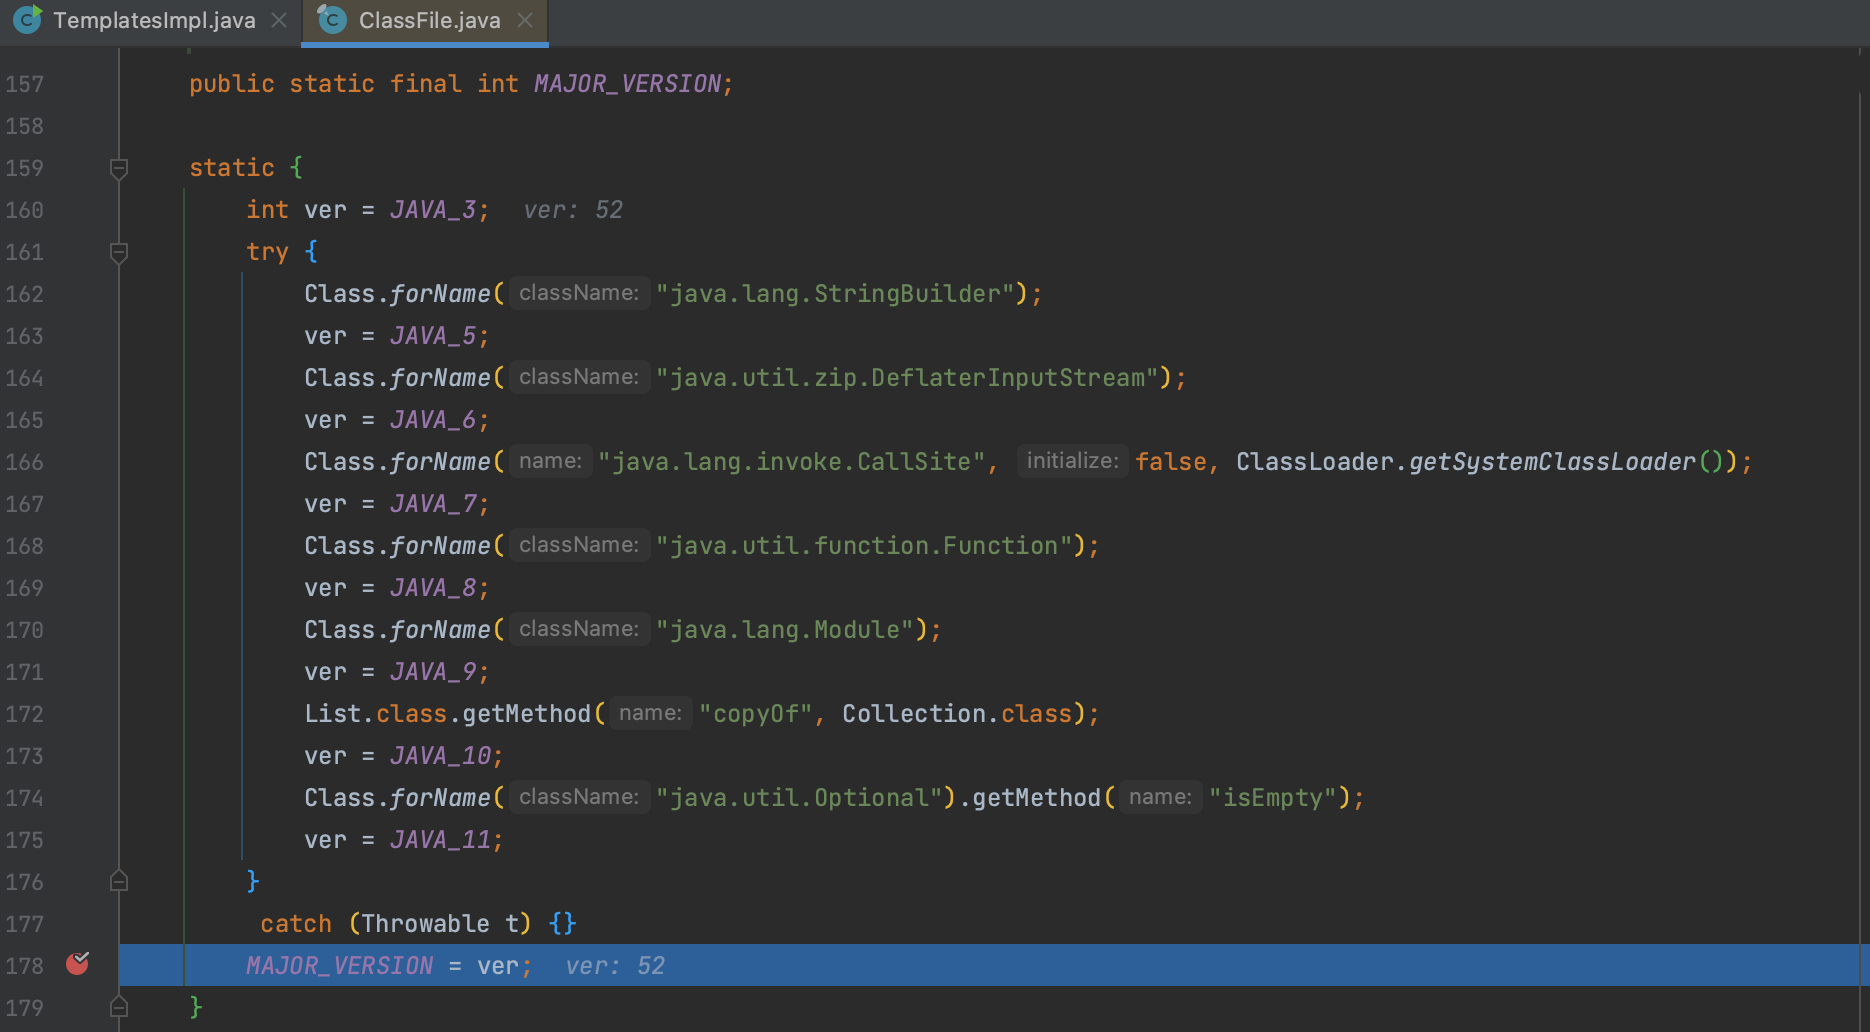 TemplatesImpl.java ClassFile.java
157 public static final int MAJOR_VERSION;
158
159 static {
160 int ver = JAVA_3; ver: 52
161 try {
162 Class.forName( className: "java.lang.StringBuilder");
163 ver = JAVA_5;
164 Class.forName( className: "java.util.zip.DeflaterInputStream");
165 ver = JAVA_6;
166 Class.forName( name: "java.lang.invoke.CallSite", initialize: false, ClassLoader.getSystemClassLoader());
167 ver = JAVA_7;
168 Class.forName( className: "java.util.function.Function");
169 ver = JAVA_8;
170 Class.forName( className: "java.lang.Module");
171 ver = JAVA_9;
172 List.class.getMethod( name: "copyOf", Collection.class);
173 ver = JAVA_10;
174 Class.forName( className: "java.util.Optional").getMethod( name: "isEmpty");
175 ver = JAVA_11;
176 }
177 catch (Throwable t) {}
178 MAJOR_VERSION = ver; ver: 52
179 }